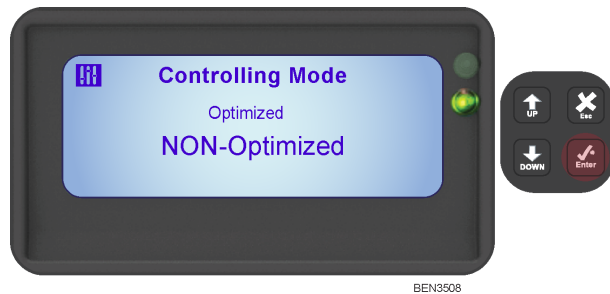 Controlling Mode
Optimized
NON-Optimized
UP
Esc
DOWN
Enter
BEN3508